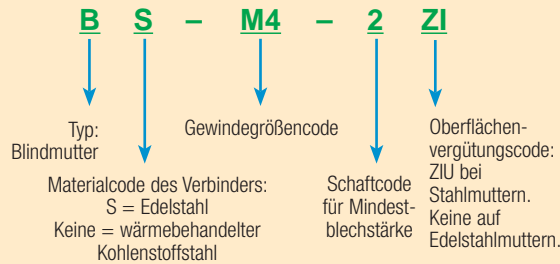 B S – M4 – 2 ZI
Typ:
Blindmutter
Materialcode des Verbinders:
S = Edelstahl
Keine = wärmebehandelter
Kohlenstoffstahl
Gewindegrößencode
Schaftcode
für Mindest-
blechstärke
Oberflächen-
vergütungscode:
ZIU bei
Stahlmuttern.
Keine auf
Edelstahlmuttern.